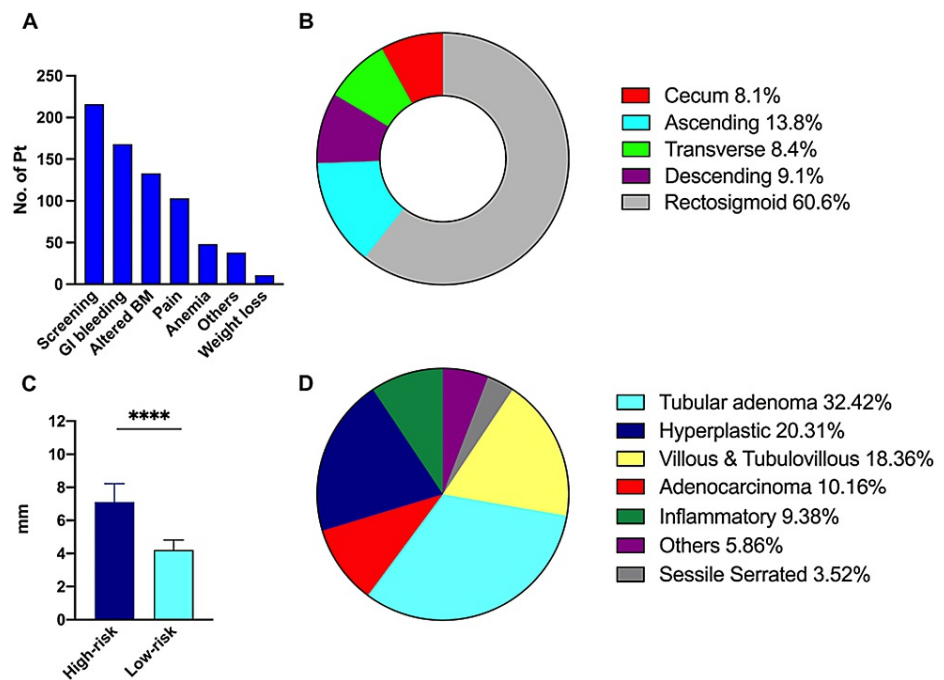 A
No. of Pt
250
200
150
100
50
0
Screening
GI bleeding
Altered BM
Pain
Anemia
Others
Weight loss
B
Cecum 8.1%
Ascending 13.8%
Transverse 8.4%
Descending 9.1%
Rectosigmoid 60.6%
C
mm
12
10
8
6
4
2
0
****
High-risk
Low-risk
D
Tubular adenoma 32.42%
Hyperplastic 20.31%
Villous & Tubulovillous 18.36%
Adenocarcinoma 10.16%
Inflammatory 9.38%
Others 5.86%
Sessile Serrated 3.52%